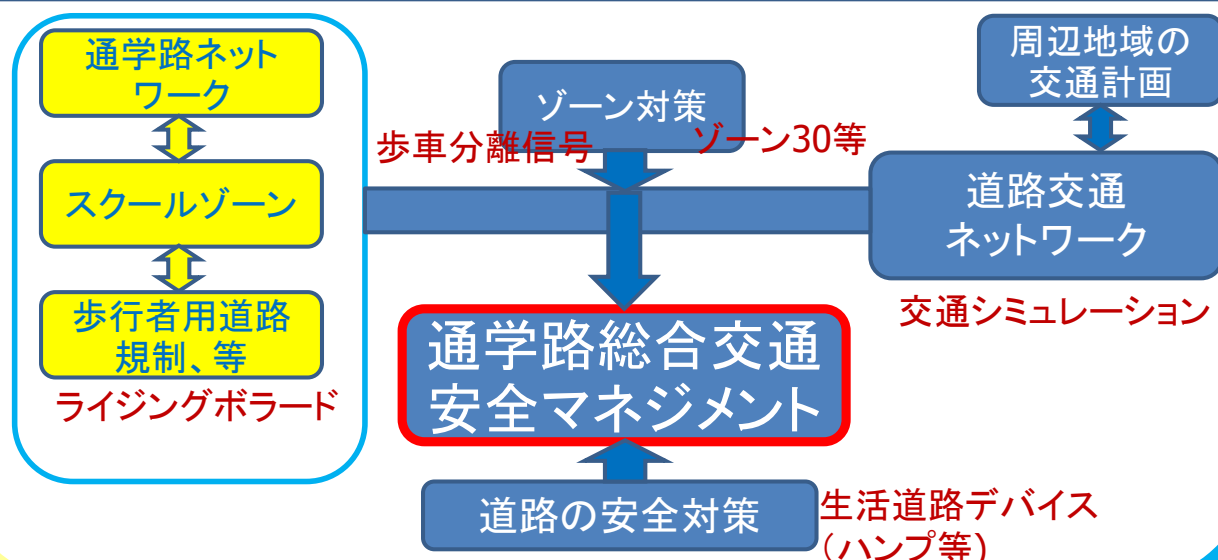 通学路ネット
ワーク
スクールゾーン
歩行者用道路
規制、等
ライジングボラード
ゾーン対策
歩車分離信号
ゾーン30等
周辺地域の
交通計画
道路交通
ネットワーク
交通シミュレーション
通学路総合交通
安全マネジメント
道路の安全対策
生活道路デバイス
（ハンプ等）